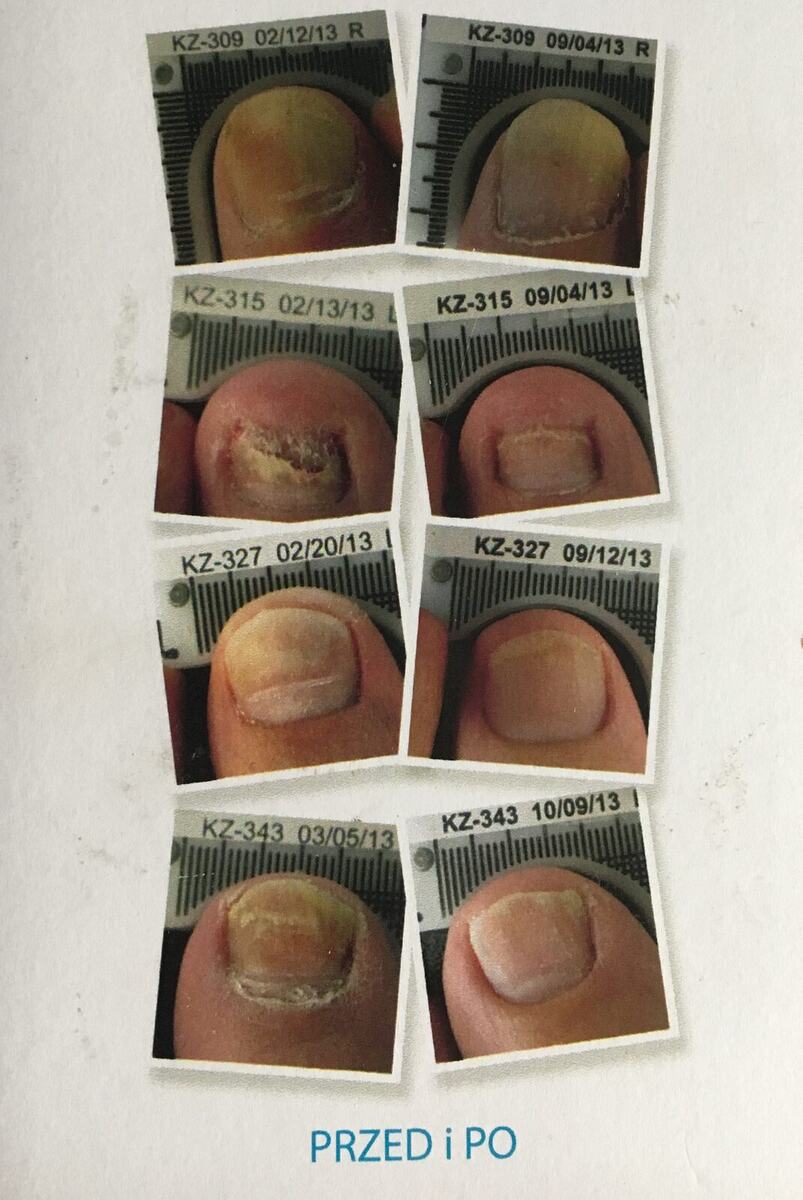 KZ-309 02/12/13 R
KZ-309 09/04/13 R
KZ-315 02/13/13 L
KZ-315 09/04/13 L
KZ-327 02/20/13
KZ-327 09/12/13
KZ-343 03/05/13
KZ-343 10/09/13
PRZED i PO